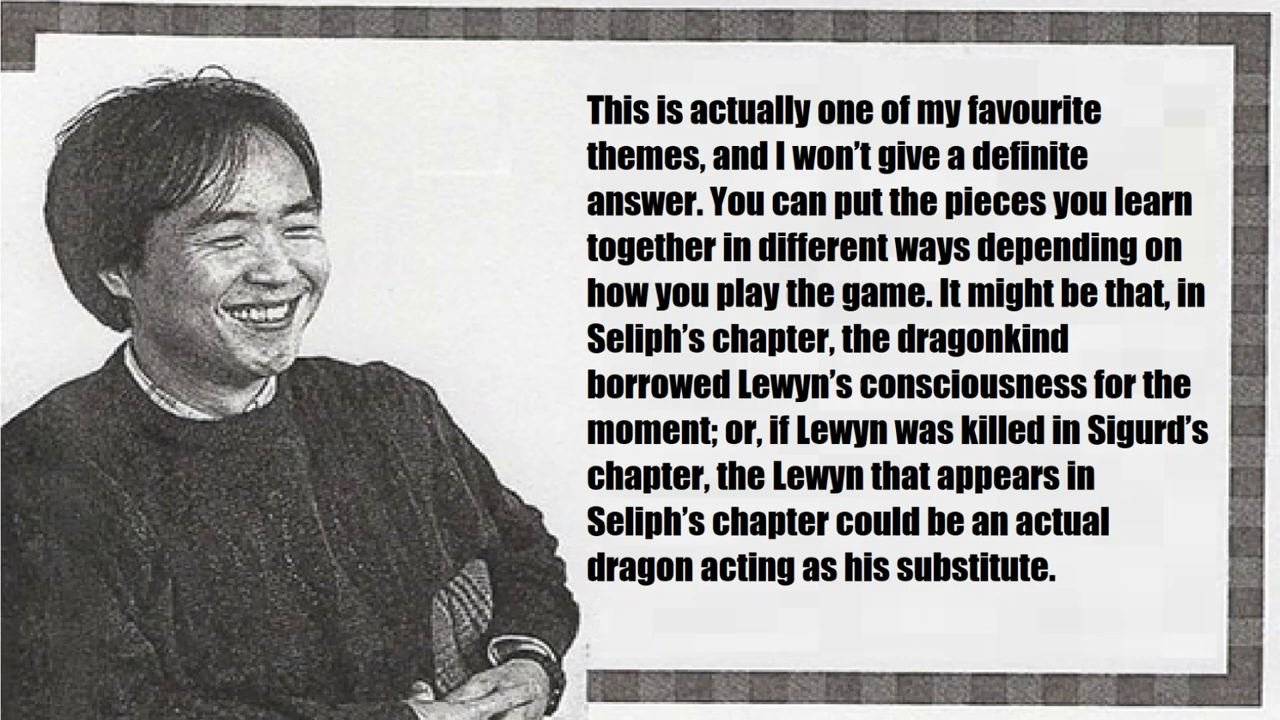 This is actually one of my favourite
themes, and I won’t give a definite
answer. You can put the pieces you learn
together in different ways depending on
how you play the game. It might be that, in
Seliph’s chapter, the dragonkind
borrowed Lewyn’s consciousness for the
moment; or, if Lewyn was killed in Sigurd’s
chapter, the Lewyn that appears in
Seliph’s chapter could be an actual
dragon acting as his substitute.